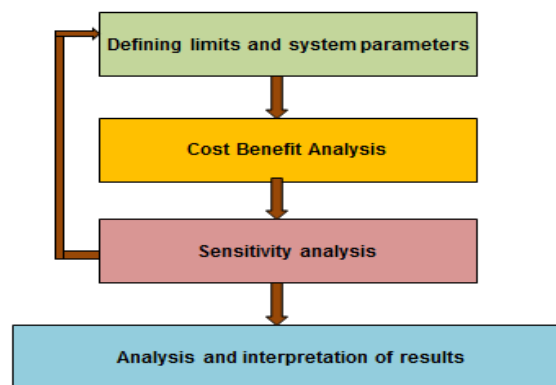 Defining limits and system parameters
Cost Benefit Analysis
Sensitivity analysis
Analysis and interpretation of results